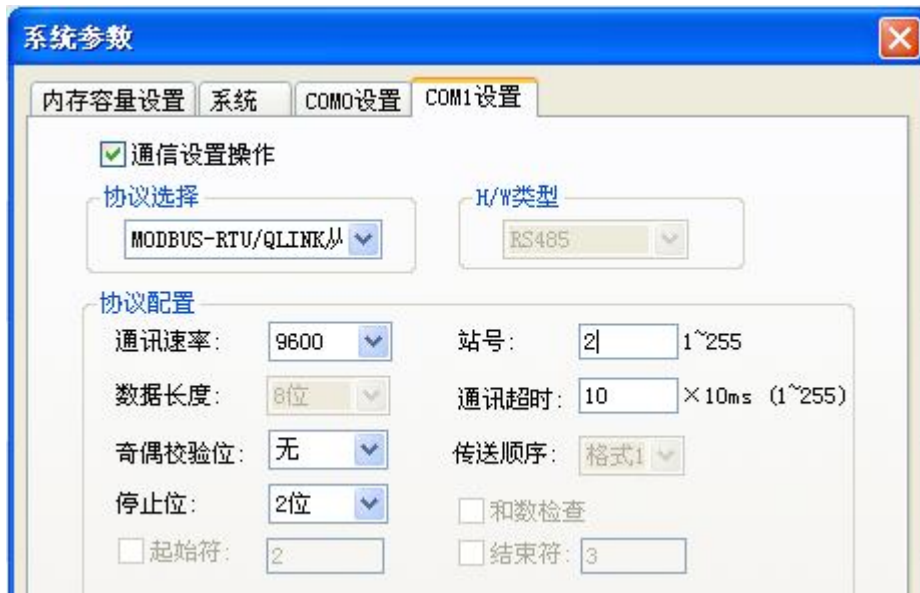 系统参数
内存容量设置 系统 COM0设置 COM1设置
通信设置操作
协议选择 H/W类型
MODBUS-RTU/QLINK从 RS485
协议配置
通讯速率: 9600 站号: 2 1~255
数据长度: 8位 通讯超时: 10 ×10ms (1~255)
奇偶校验位: 无 传送顺序: 格式1
停止位: 2位 和数检查
起始符: 2 结束符: 3